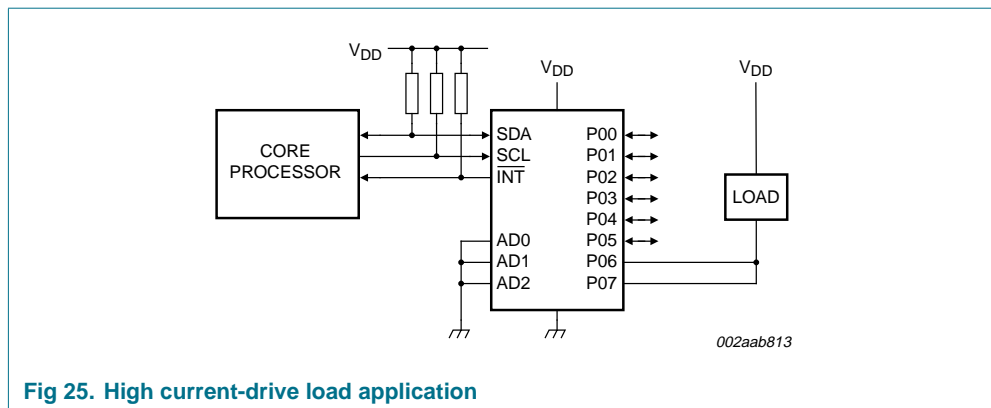 VDD
VDD
VDD
CORE
PROCESSOR
SDA
SCL
INT
AD0
AD1
AD2
P00
P01
P02
P03
P04
P05
P06
P07
LOAD
002aab813
Fig 25. High current-drive load application